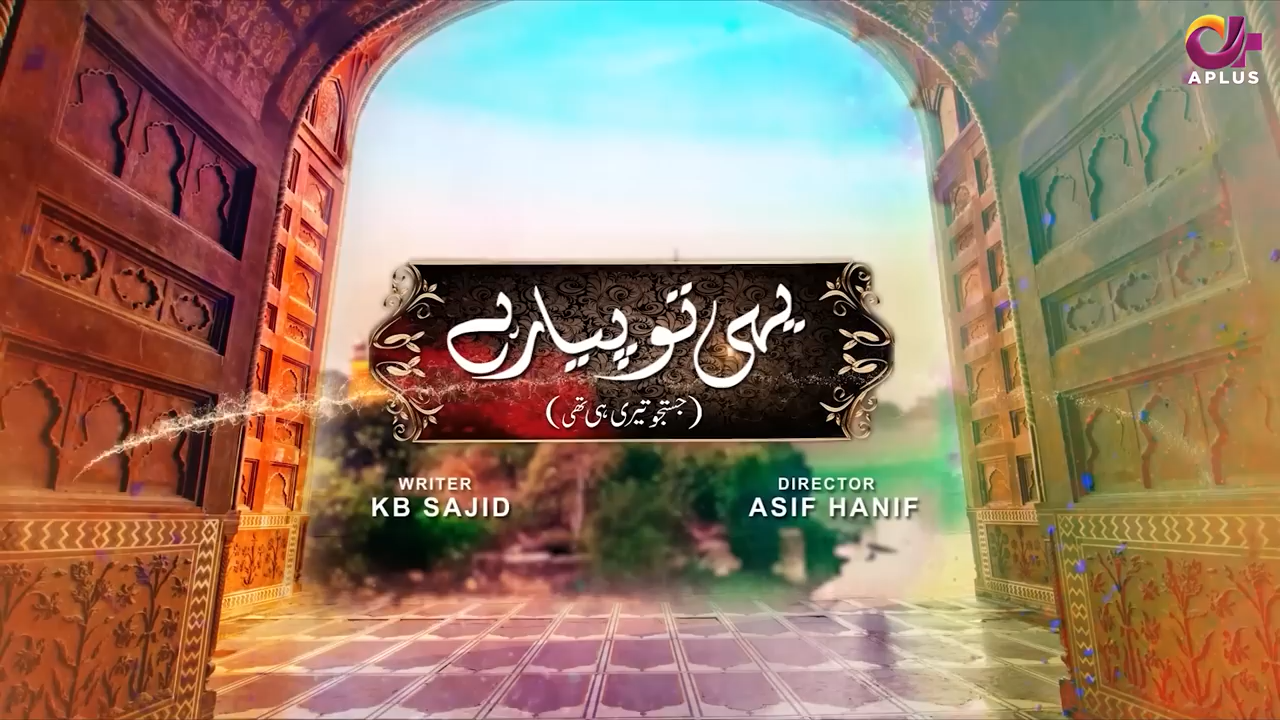 APLUS
یہی تو پیار ہے
(جستجو تیری ہی تھی)
WRITER
KB SAJID
DIRECTOR
ASIF HANIF